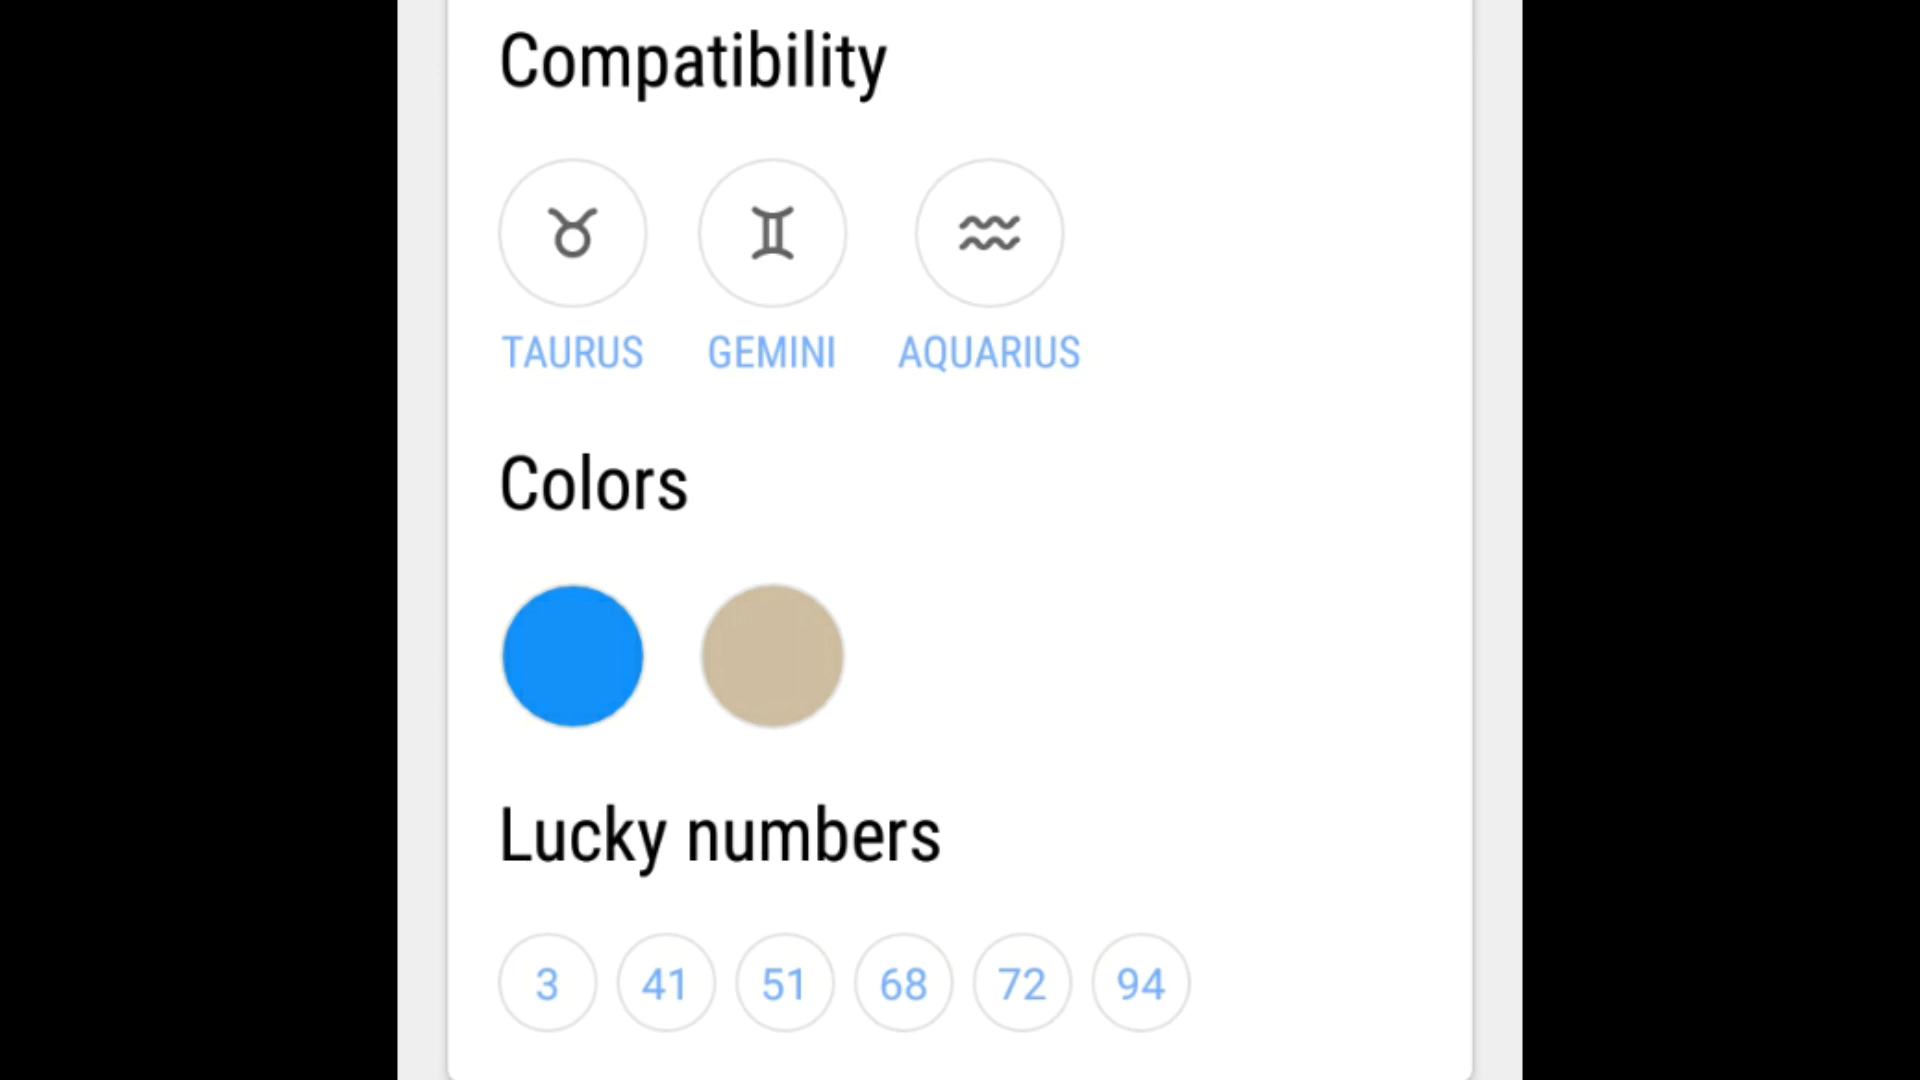 Compatibility
TAURUS GEMINI AQUARIUS
Colors
Lucky numbers
3 41 51 68 72 94